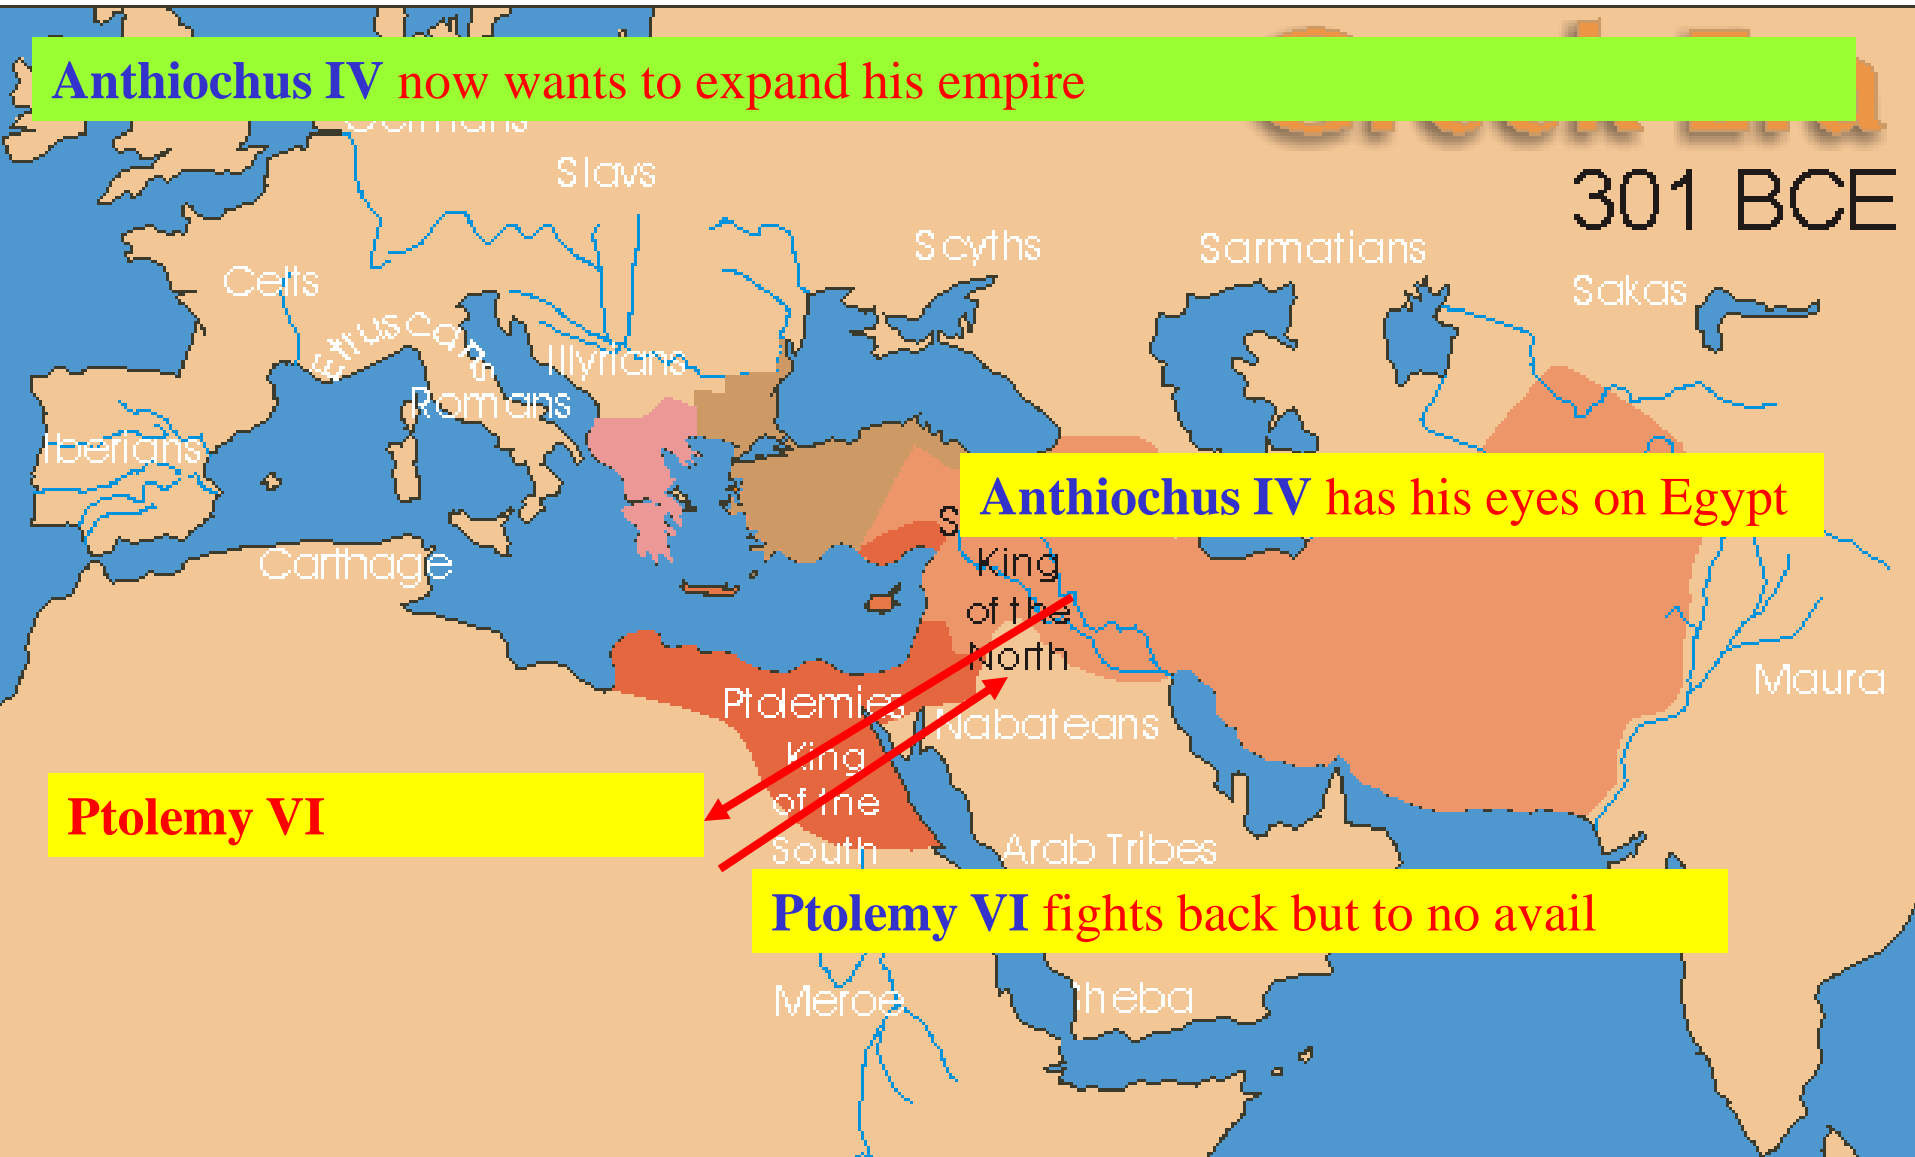 Anthiochus IV now wants to expand his empire
301 BCE
Slavs
Scyths
Sarmatians
Sakas
Celts
Etruscans
Illyrians
Romans
Iberians
Anthiochus IV has his eyes on Egypt
Carthage
King
of the
North
Maura
Ptolemies
Nabateans
King
of the
South
Ptolemy VI
Arab Tribes
Ptolemy VI fights back but to no avail
Meroe